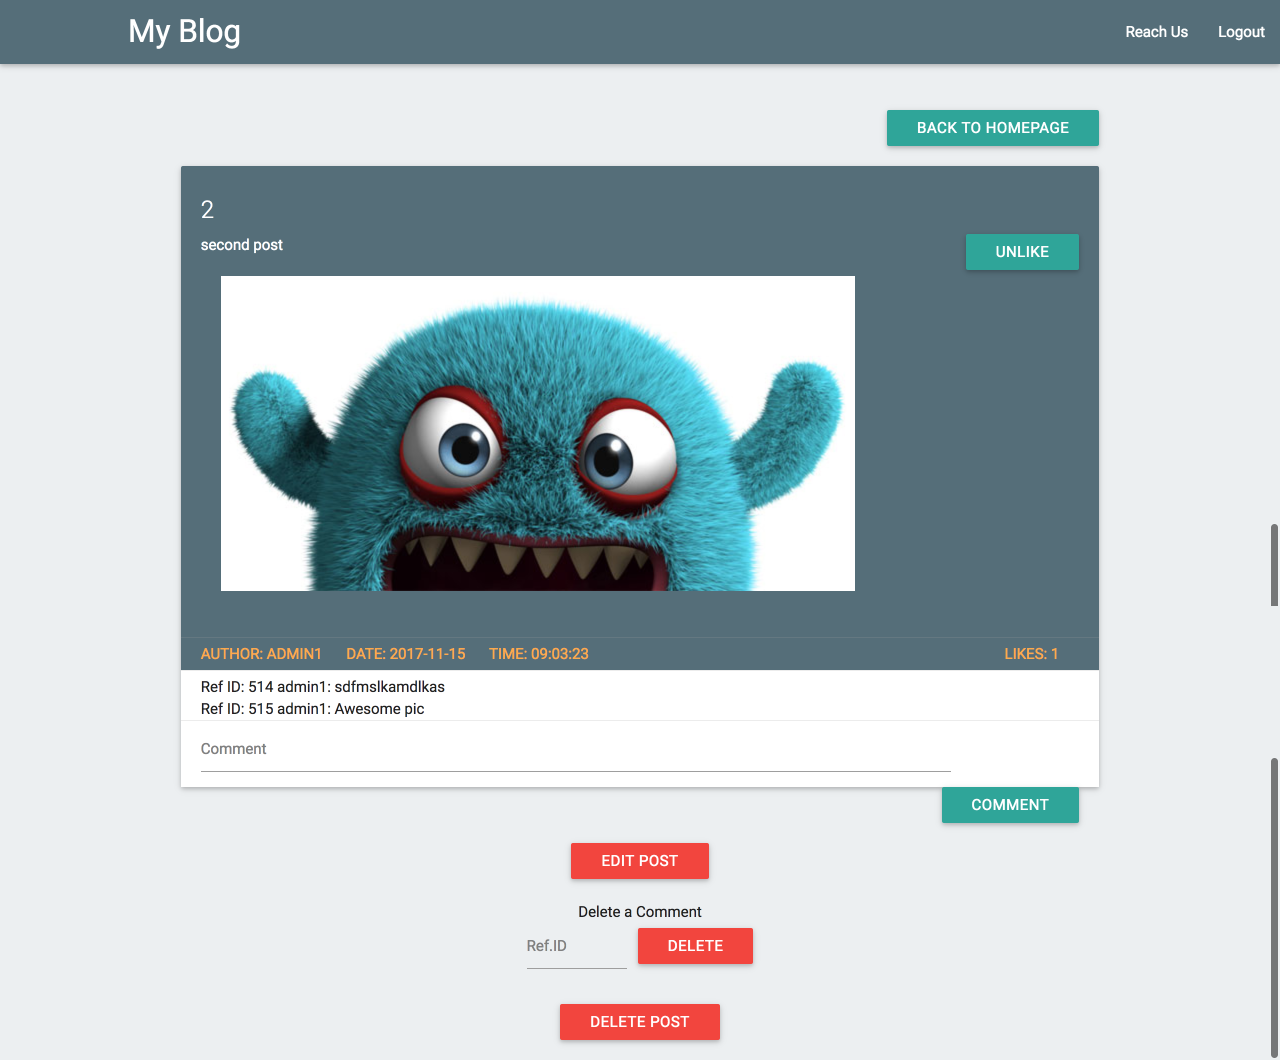 My Blog
Reach Us
Logout
BACK TO HOMEPAGE
2
second post
UNLIKE
AUTHOR: ADMIN1 DATE: 2017-11-15 TIME: 09:03:23 LIKES: 1
Ref ID: 514 admin1: sdfmslkamdlkas
Ref ID: 515 admin1: Awesome pic
Comment
COMMENT
EDIT POST
Delete a Comment
Ref.ID
DELETE
DELETE POST